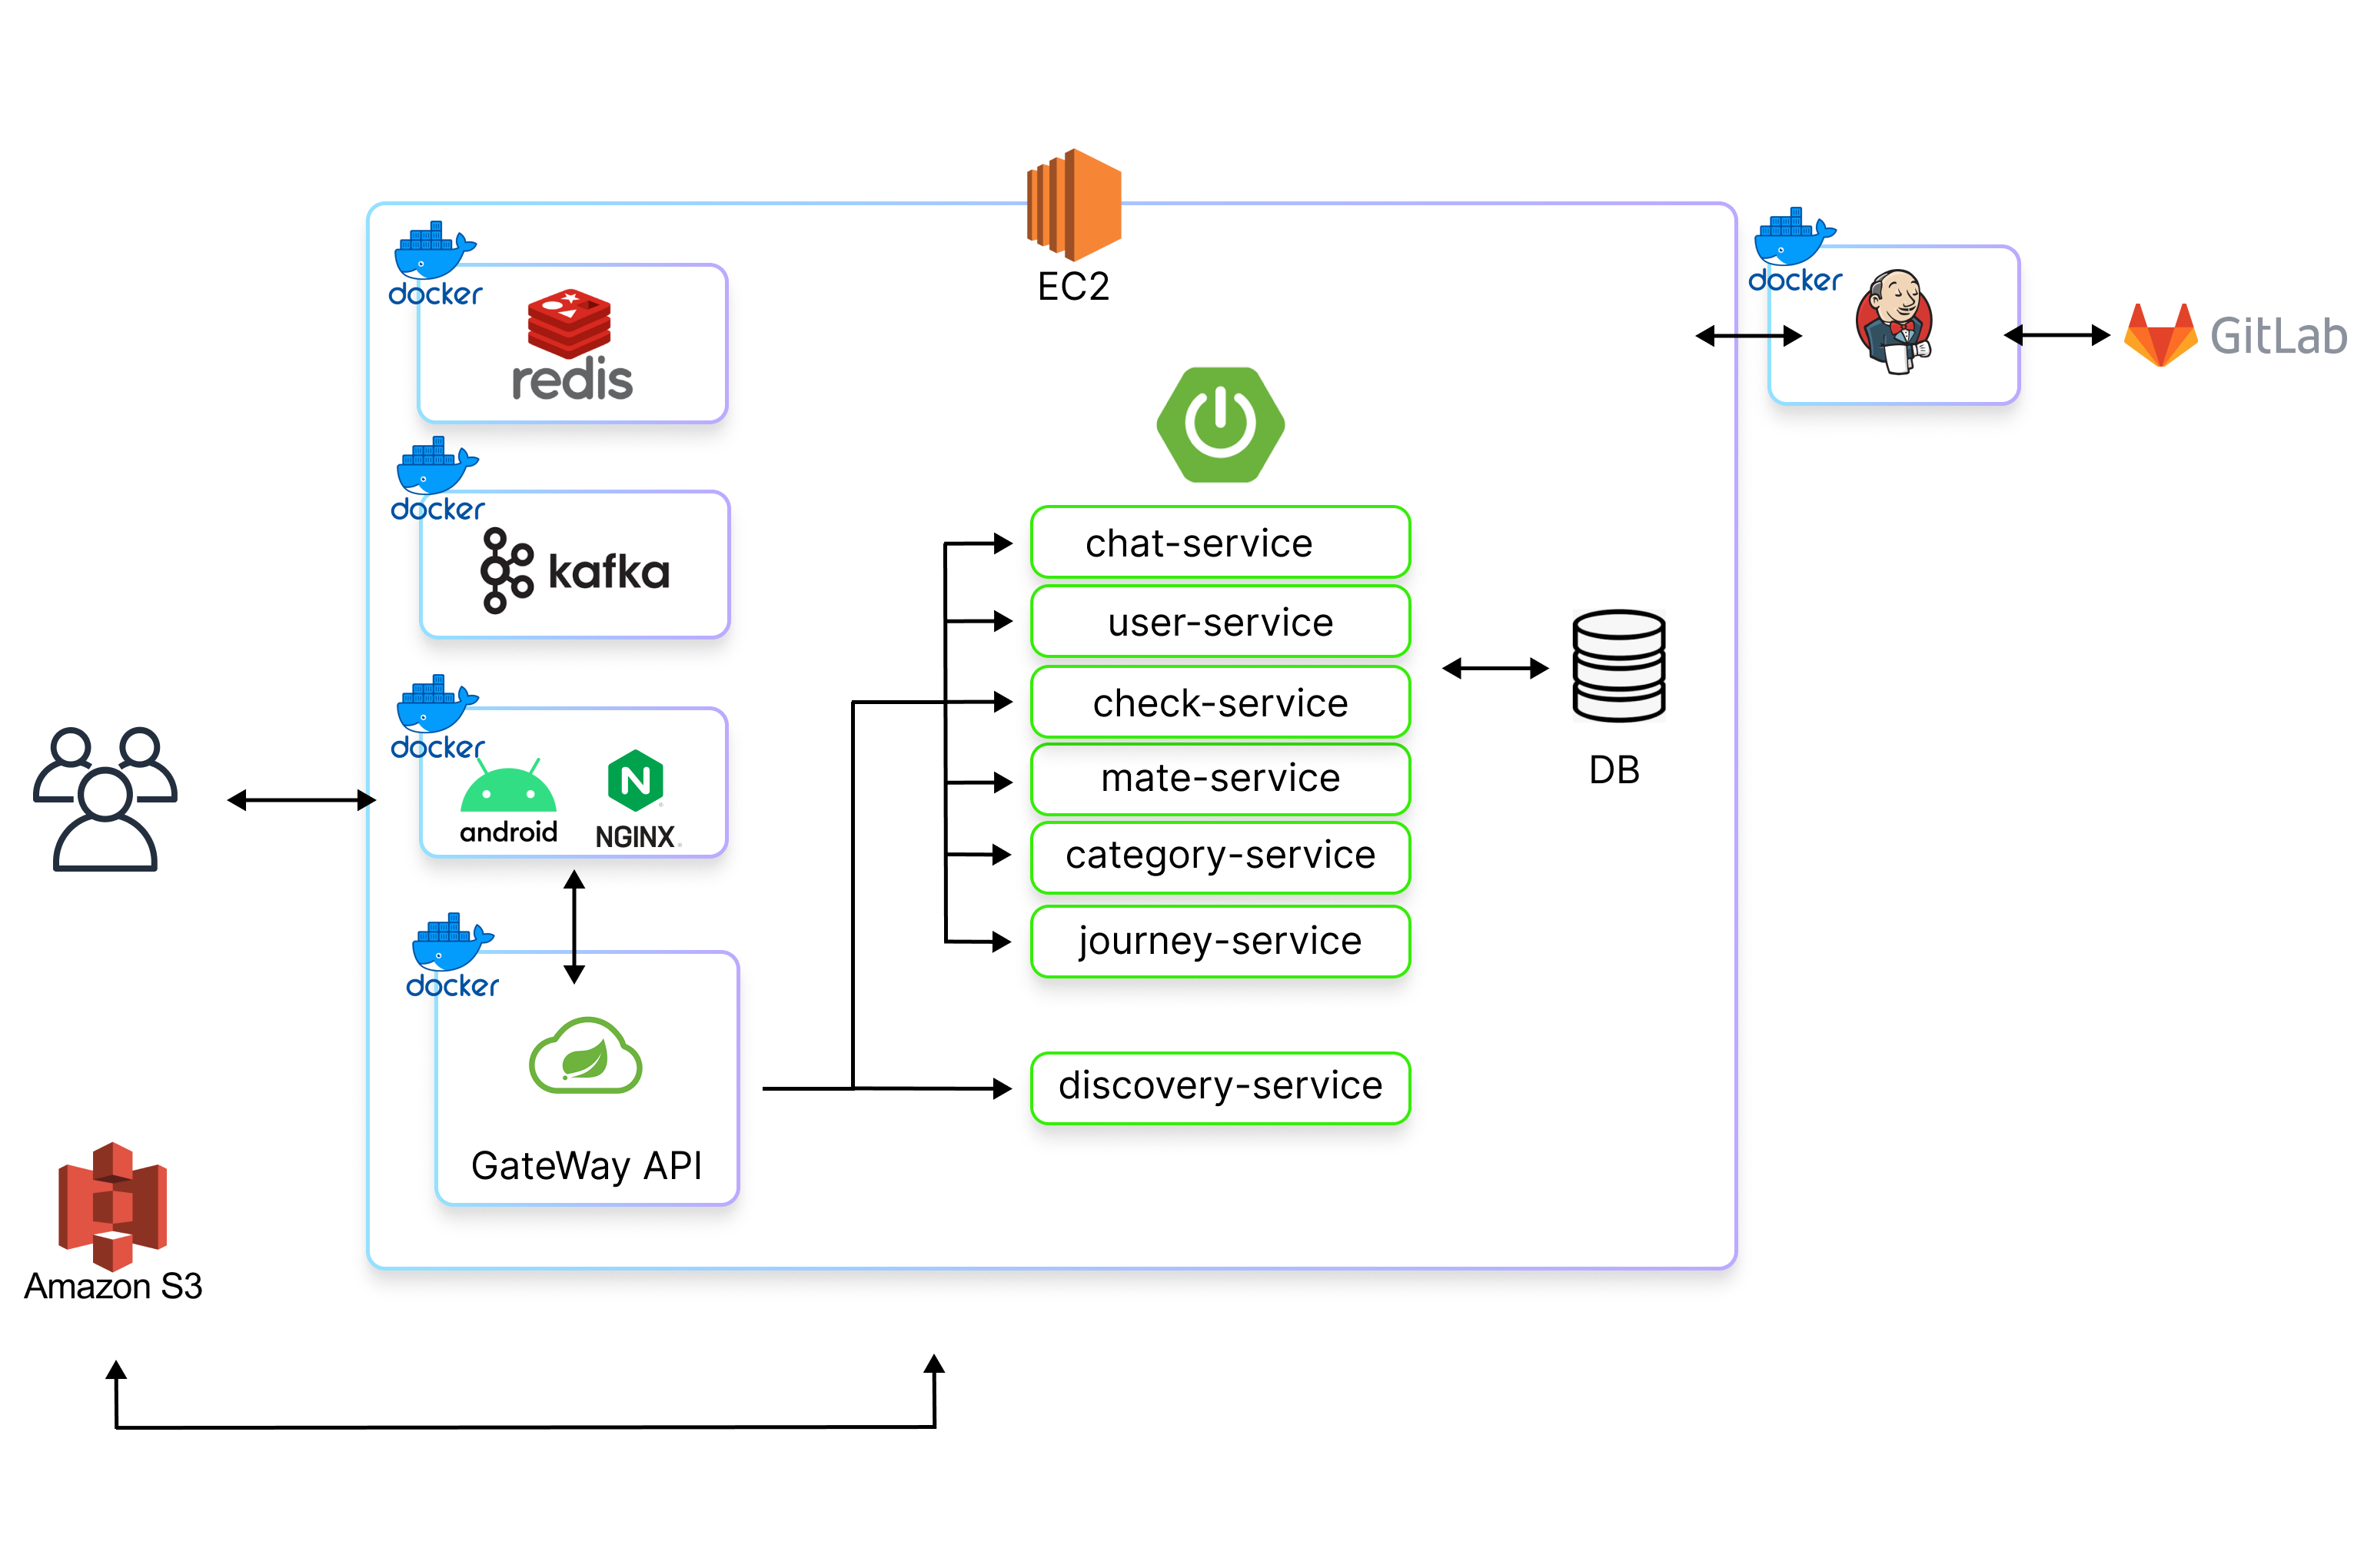 EC2
docker
redis
docker
GitLab
docker
kafka
chat-service
user-service
check-service
mate-service
category-service
journey-service
discovery-service
DB
docker
android
NGINX
docker
GateWay API
Amazon S3